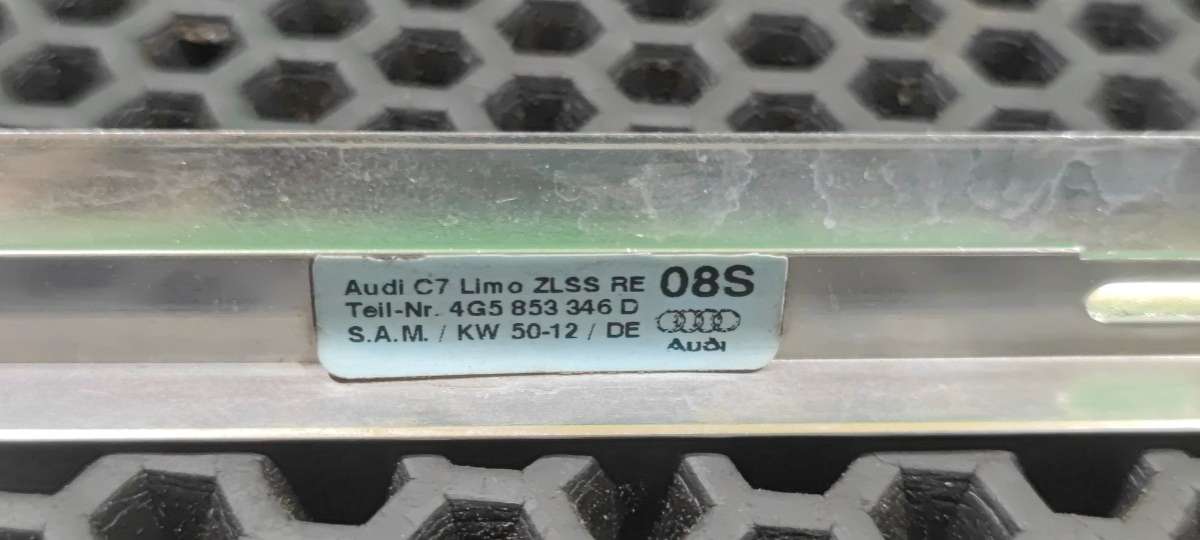 Audi C7 Limo ZLSS RE 08S
Teil-Nr. 4G5 853 346 D
S.A.M. / KW 50-12 / DE
Audi